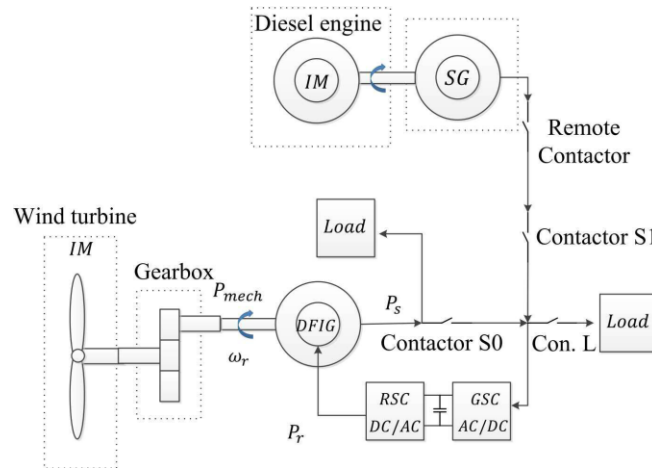 Diesel engine
IM
SG
Remote
Contactor
Wind turbine
IM
Load
Contactor S1
Gearbox
P_mech
DFIG
P_s
ω_r
Contactor S0
Con. L
Load
P_r
RSC
DC/AC
GSC
AC/DC